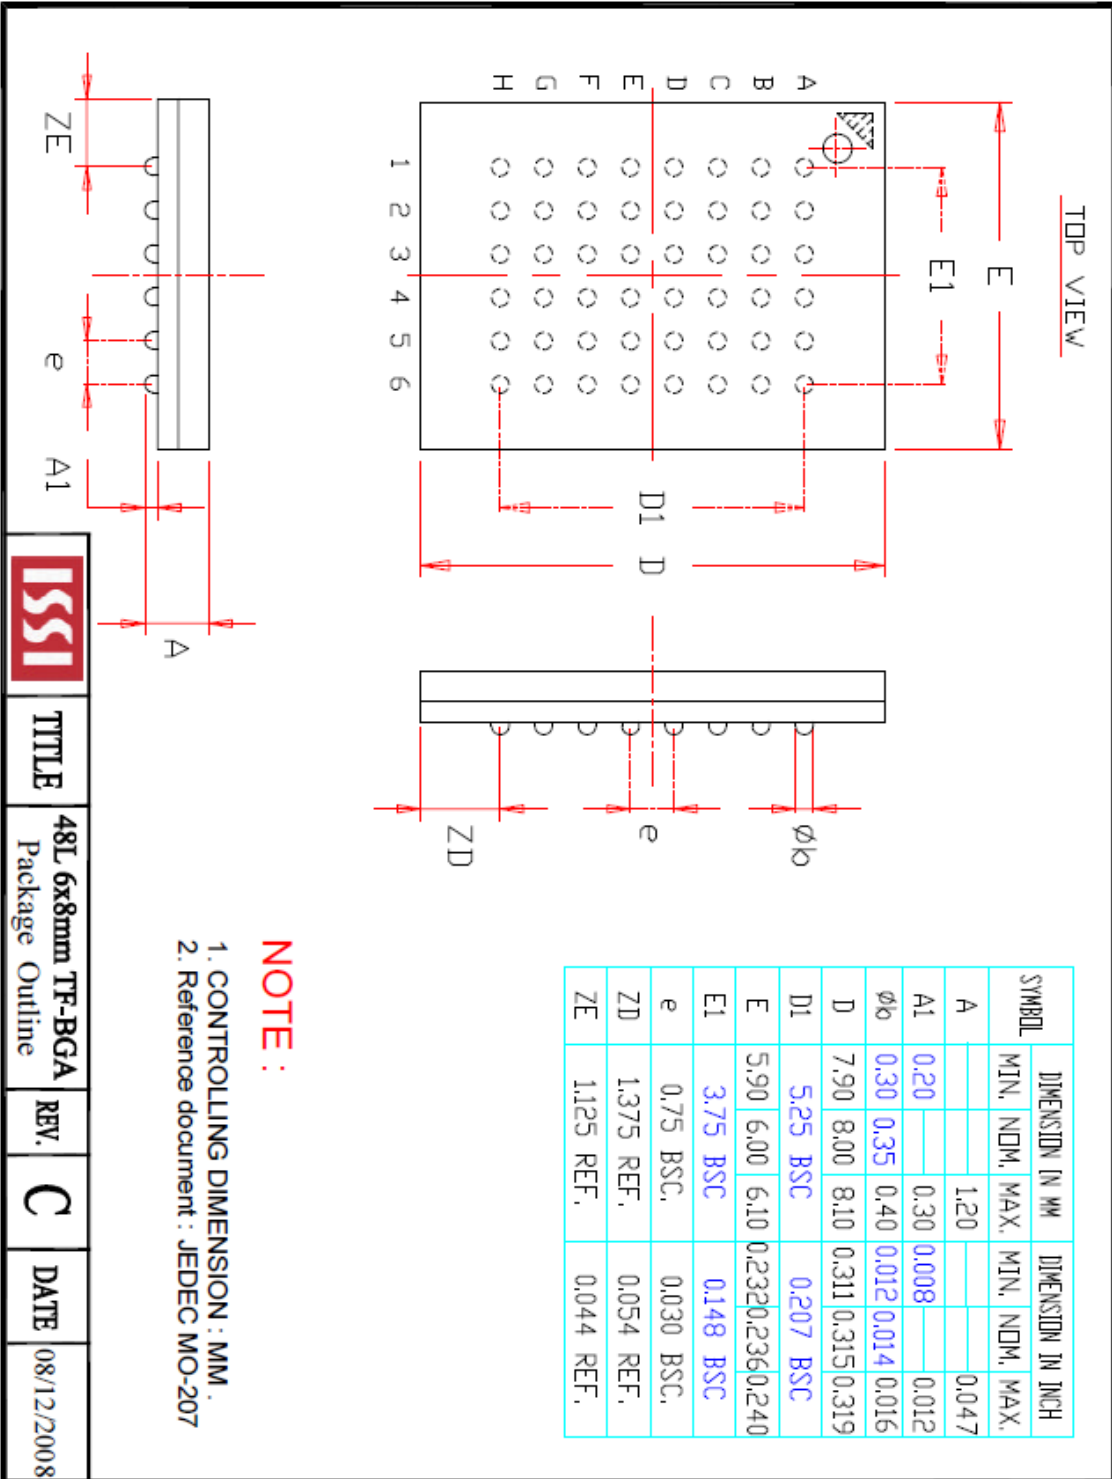 TOP VIEW
E
E1
A B C D E F G H
1 2 3 4 5 6
D1
D
ZE
e
A1
A
Øb
e
ZD
SYMBOL DIMENSION IN MM DIMENSION IN INCH
MIN. NOM. MAX. MIN. NOM. MAX.
A 1.20 0.047
A1 0.20 0.30 0.008 0.012
Øb 0.30 0.35 0.40 0.012 0.014 0.016
D 7.90 8.00 8.10 0.311 0.315 0.319
D1 5.25 BSC 0.207 BSC
E 5.90 6.00 6.10 0.232 0.236 0.240
E1 3.75 BSC 0.148 BSC
e 0.75 BSC. 0.030 BSC.
ZD 1.375 REF. 0.054 REF.
ZE 1.125 REF. 0.044 REF.
NOTE :
1. CONTROLLING DIMENSION : MM .
2. Reference document : JEDEC MO-207
ISSI
TITLE
48L 6x8mm TF-BGA
Package Outline
REV.
C
DATE
08/12/2008